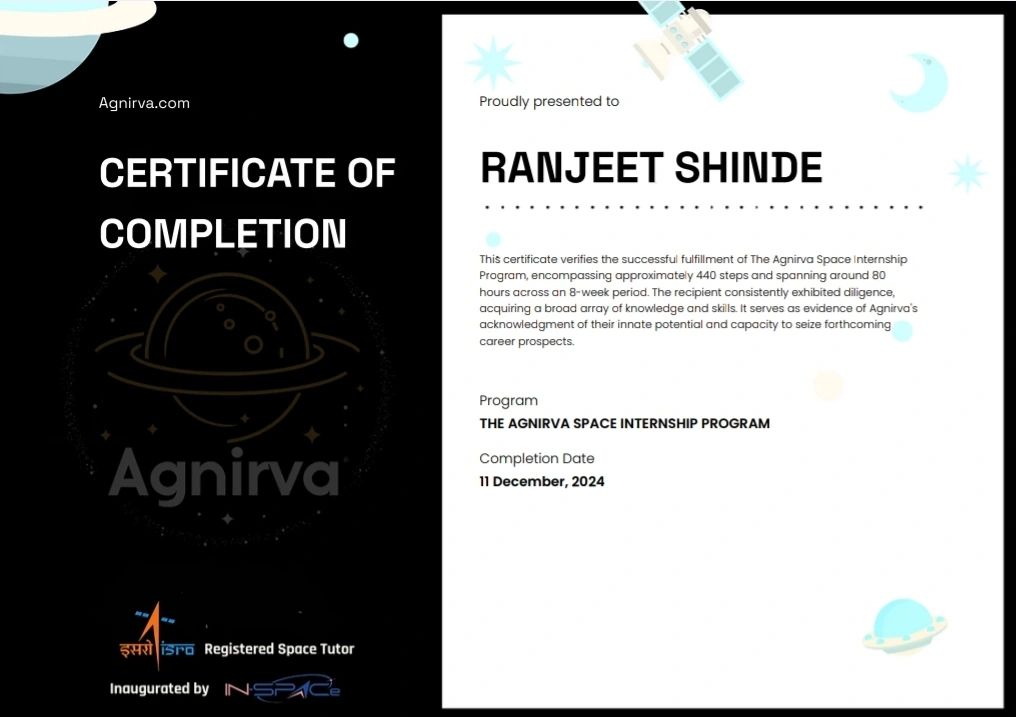 Agnirva.com
CERTIFICATE OF
COMPLETION
Agnirva
इसरो isro Registered Space Tutor
Inaugurated by IN-SPACe
Proudly presented to
RANJEET SHINDE
This certificate verifies the successful fulfillment of The Agnirva Space Internship
Program, encompassing approximately 440 steps and spanning around 80
hours across an 8-week period. The recipient consistently exhibited diligence,
acquiring a broad array of knowledge and skills. It serves as evidence of Agnirva's
acknowledgment of their innate potential and capacity to seize forthcoming
career prospects.
Program
THE AGNIRVA SPACE INTERNSHIP PROGRAM
Completion Date
11 December, 2024